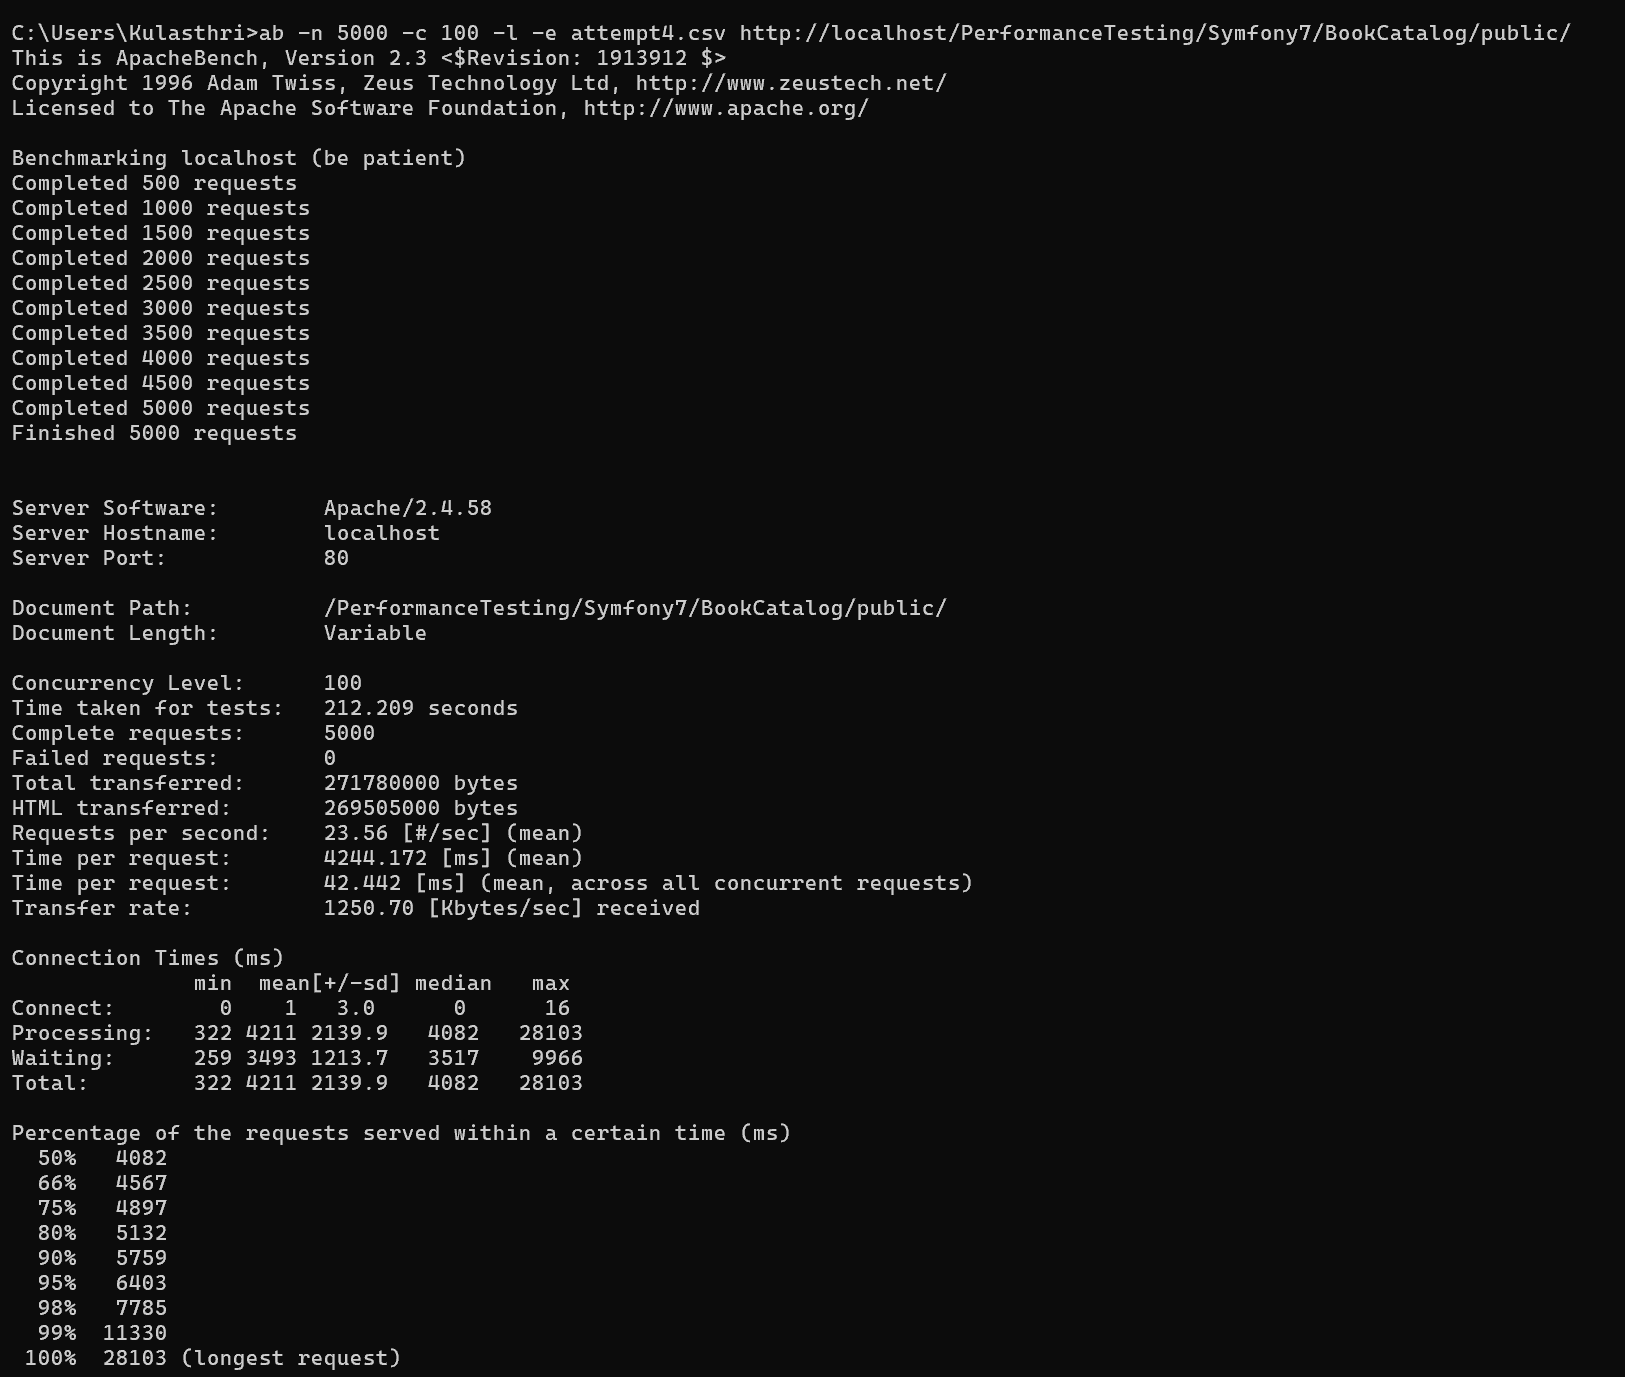 C:\Users\Kulasthri>ab -n 5000 -c 100 -l -e attempt4.csv http://localhost/PerformanceTesting/Symfony7/BookCatalog/public/
This is ApacheBench, Version 2.3 <$Revision: 1913912 $>
Copyright 1996 Adam Twiss, Zeus Technology Ltd, http://www.zeustech.net/
Licensed to The Apache Software Foundation, http://www.apache.org/

Benchmarking localhost (be patient)
Completed 500 requests
Completed 1000 requests
Completed 1500 requests
Completed 2000 requests
Completed 2500 requests
Completed 3000 requests
Completed 3500 requests
Completed 4000 requests
Completed 4500 requests
Completed 5000 requests
Finished 5000 requests


Server Software:        Apache/2.4.58
Server Hostname:        localhost
Server Port:            80

Document Path:          /PerformanceTesting/Symfony7/BookCatalog/public/
Document Length:        Variable

Concurrency Level:      100
Time taken for tests:   212.209 seconds
Complete requests:      5000
Failed requests:        0
Total transferred:      271780000 bytes
HTML transferred:       269505000 bytes
Requests per second:    23.56 [#/sec] (mean)
Time per request:       4244.172 [ms] (mean)
Time per request:       42.442 [ms] (mean, across all concurrent requests)
Transfer rate:          1250.70 [Kbytes/sec] received

Connection Times (ms)
              min  mean[+/-sd] median   max
Connect:        0    1   3.0      0      16
Processing:   322 4211 2139.9   4082   28103
Waiting:      259 3493 1213.7   3517    9966
Total:        322 4211 2139.9   4082   28103

Percentage of the requests served within a certain time (ms)
  50%   4082
  66%   4567
  75%   4897
  80%   5132
  90%   5759
  95%   6403
  98%   7785
  99%  11330
 100%  28103 (longest request)